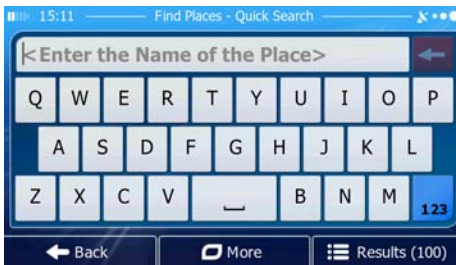 15:11 Find Places - Quick Search
<Enter the Name of the Place>
Q W E R T Y U I O P
A S D F G H J K L
Z X C V B N M 123
Back More Results (100)